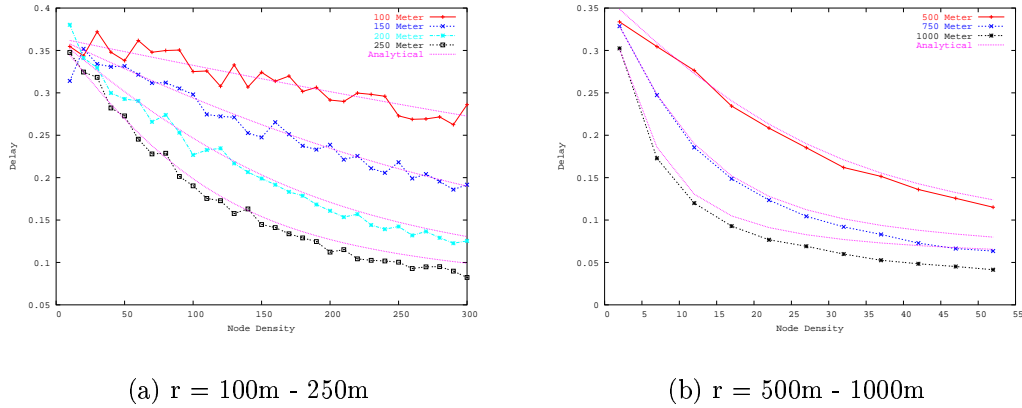 0.4
0.35
0.3
0.25
0.2
0.15
0.1
0.05
Delay
0 50 100 150 200 250 300
Node Density
100 Meter
150 Meter
200 Meter
250 Meter
Analytical
(a) r = 100m - 250m
0.35
0.3
0.25
0.2
0.15
0.1
0.05
0
Delay
0 5 10 15 20 25 30 35 40 45 50 55
Node Density
500 Meter
750 Meter
1000 Meter
Analytical
(b) r = 500m - 1000m